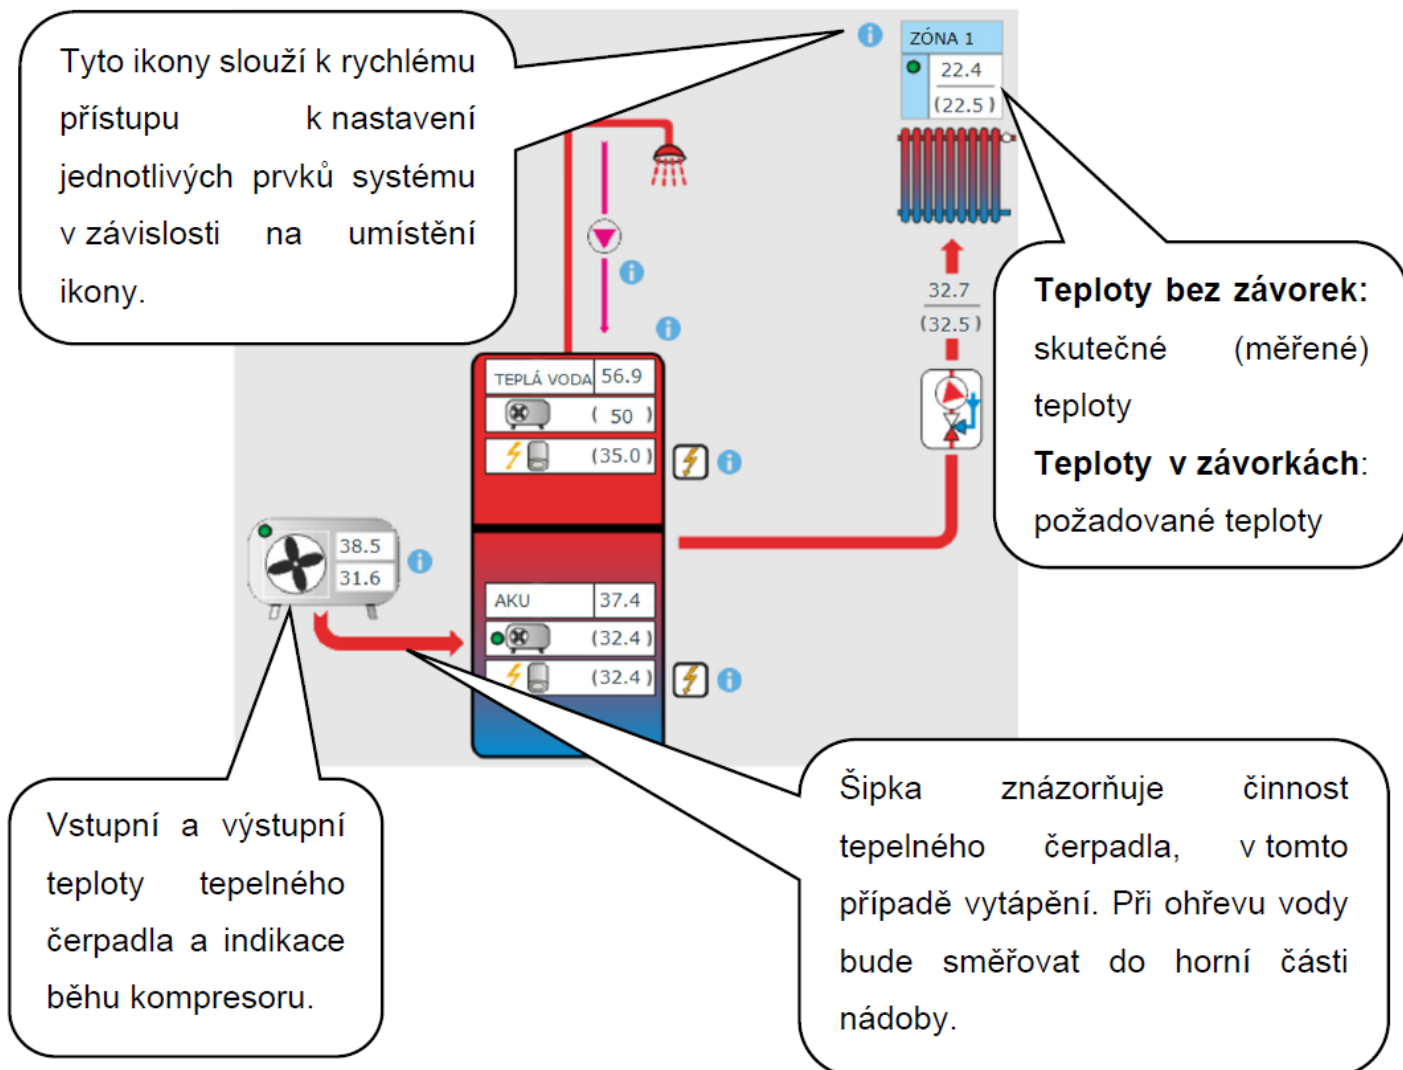 Tyto ikony slouží k rychlému
přístupu k nastavení
jednotlivých prvků systému
v závislosti na umístění
ikony.
i
ZÓNA 1
22.4
(22.5)
i
i
32.7
(32.5)
Teploty bez závorek:
skutečné (měřené)
teploty
Teploty v závorkách:
požadované teploty
TEPLÁ VODA 56.9
( 50 )
(35.0)
i
38.5
31.6
i
AKU 37.4
(32.4)
(32.4)
i
Vstupní a výstupní
teploty tepelného
čerpadla a indikace
běhu kompresoru.
Šipka znázorňuje činnost
tepelného čerpadla, v tomto
případě vytápění. Při ohřevu vody
bude směřovat do horní části
nádoby.